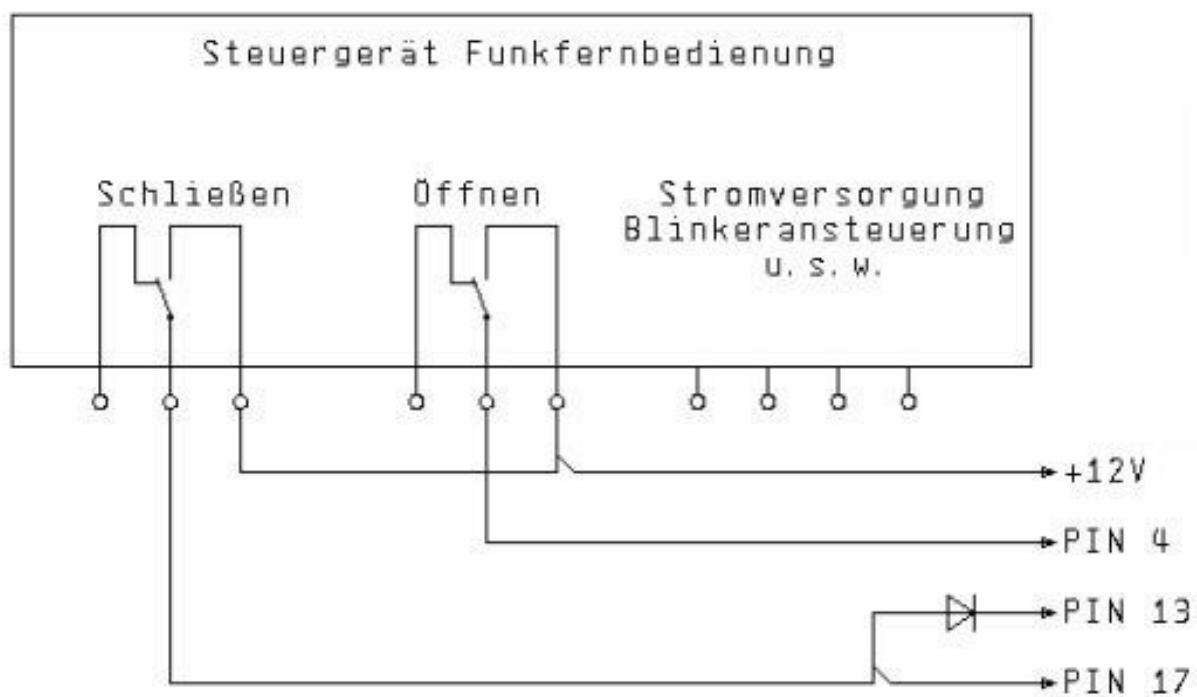 Steuergerät Funkfernbedienung
Schließen
Öffnen
Stromversorgung
Blinkeransteuerung
u. s. w.
+12V
PIN 4
PIN 13
PIN 17